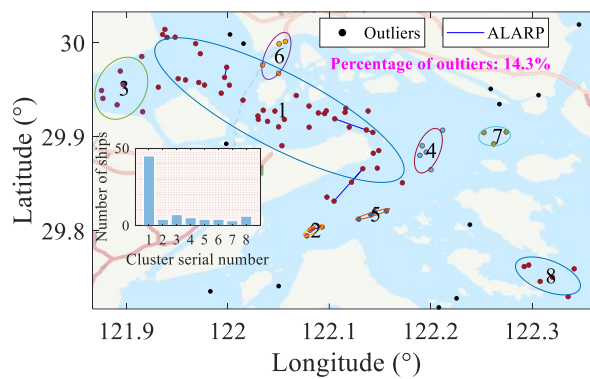 Outliers
ALARP
Percentage of oultiers: 14.3%
30
29.9
29.8
Latitude (°)
6
3
1
4
7
5
2
8
50
0
Number of ships
1 2 3 4 5 6 7 8
Cluster serial number
121.9 122 122.1 122.2 122.3
Longitude (°)